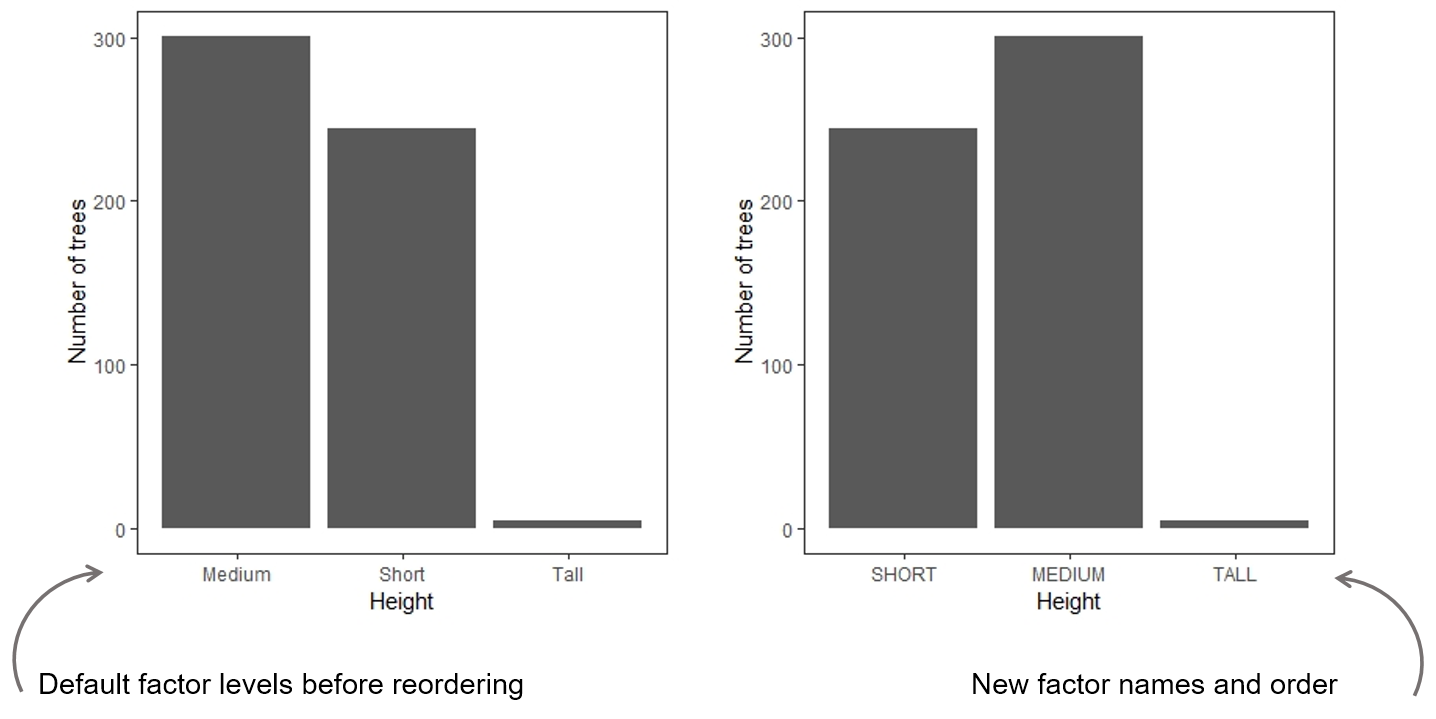 Number of trees
300
200
100
0
Medium Short Tall
Height
Default factor levels before reordering
Number of trees
300
200
100
0
SHORT MEDIUM TALL
Height
New factor names and order